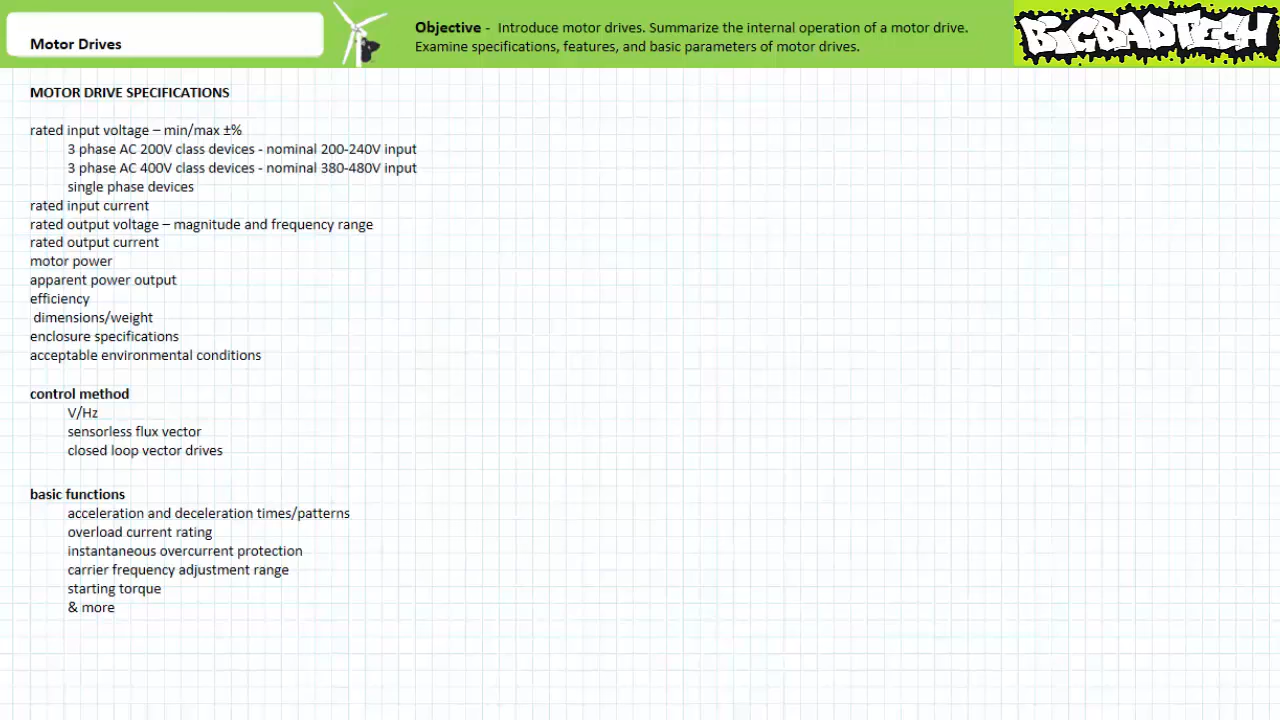 Motor Drives
Objective - Introduce motor drives. Summarize the internal operation of a motor drive.
Examine specifications, features, and basic parameters of motor drives.
BIGBADTECH
MOTOR DRIVE SPECIFICATIONS
rated input voltage – min/max ±%
3 phase AC 200V class devices - nominal 200-240V input
3 phase AC 400V class devices - nominal 380-480V input
single phase devices
rated input current
rated output voltage – magnitude and frequency range
rated output current
motor power
apparent power output
efficiency
dimensions/weight
enclosure specifications
acceptable environmental conditions
control method
V/Hz
sensorless flux vector
closed loop vector drives
basic functions
acceleration and deceleration times/patterns
overload current rating
instantaneous overcurrent protection
carrier frequency adjustment range
starting torque
& more